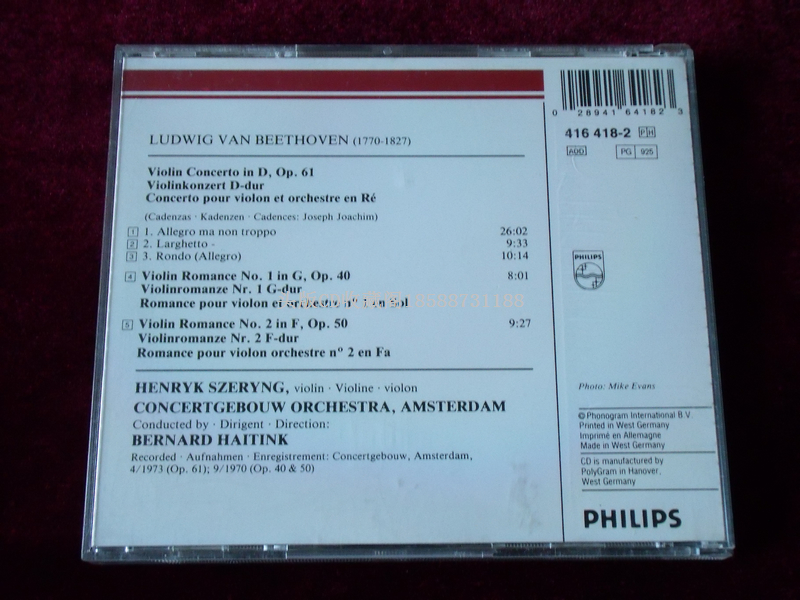 LUDWIG VAN BEETHOVEN (1770-1827)
Violin Concerto in D, Op. 61
Violinkonzert D-dur
Concerto pour violon et orchestre en Ré
(Cadenzas · Kadenzen · Cadences: Joseph Joachim)
1 1. Allegro ma non troppo 26:02
2 2. Larghetto - 9:33
3 3. Rondo (Allegro) 10:14
4 Violin Romance No. 1 in G, Op. 40 8:01
Violinromanze Nr. 1 G-dur
Romance pour violon et orchestre nº 1 en Sol
5 Violin Romance No. 2 in F, Op. 50 9:27
Violinromanze Nr. 2 F-dur
Romance pour violon orchestre nº 2 en Fa
HENRYK SZERYNG, violin · Violine · violon
CONCERTGEBOUW ORCHESTRA, AMSTERDAM
Conducted by · Dirigent · Direction:
BERNARD HAITINK
Recorded · Aufnahmen · Enregistrement: Concertgebouw, Amsterdam,
4/1973 (Op. 61); 9/1970 (Op. 40 & 50)
0 28941 64182 3
416 418-2 P H
ADD PG 925
PHILIPS
Photo: Mike Evans
© Phonogram International B.V.
Printed in West Germany
Imprimé en Allemagne
Made in West Germany
CD is manufactured by
PolyGram in Hanover,
West Germany
PHILIPS